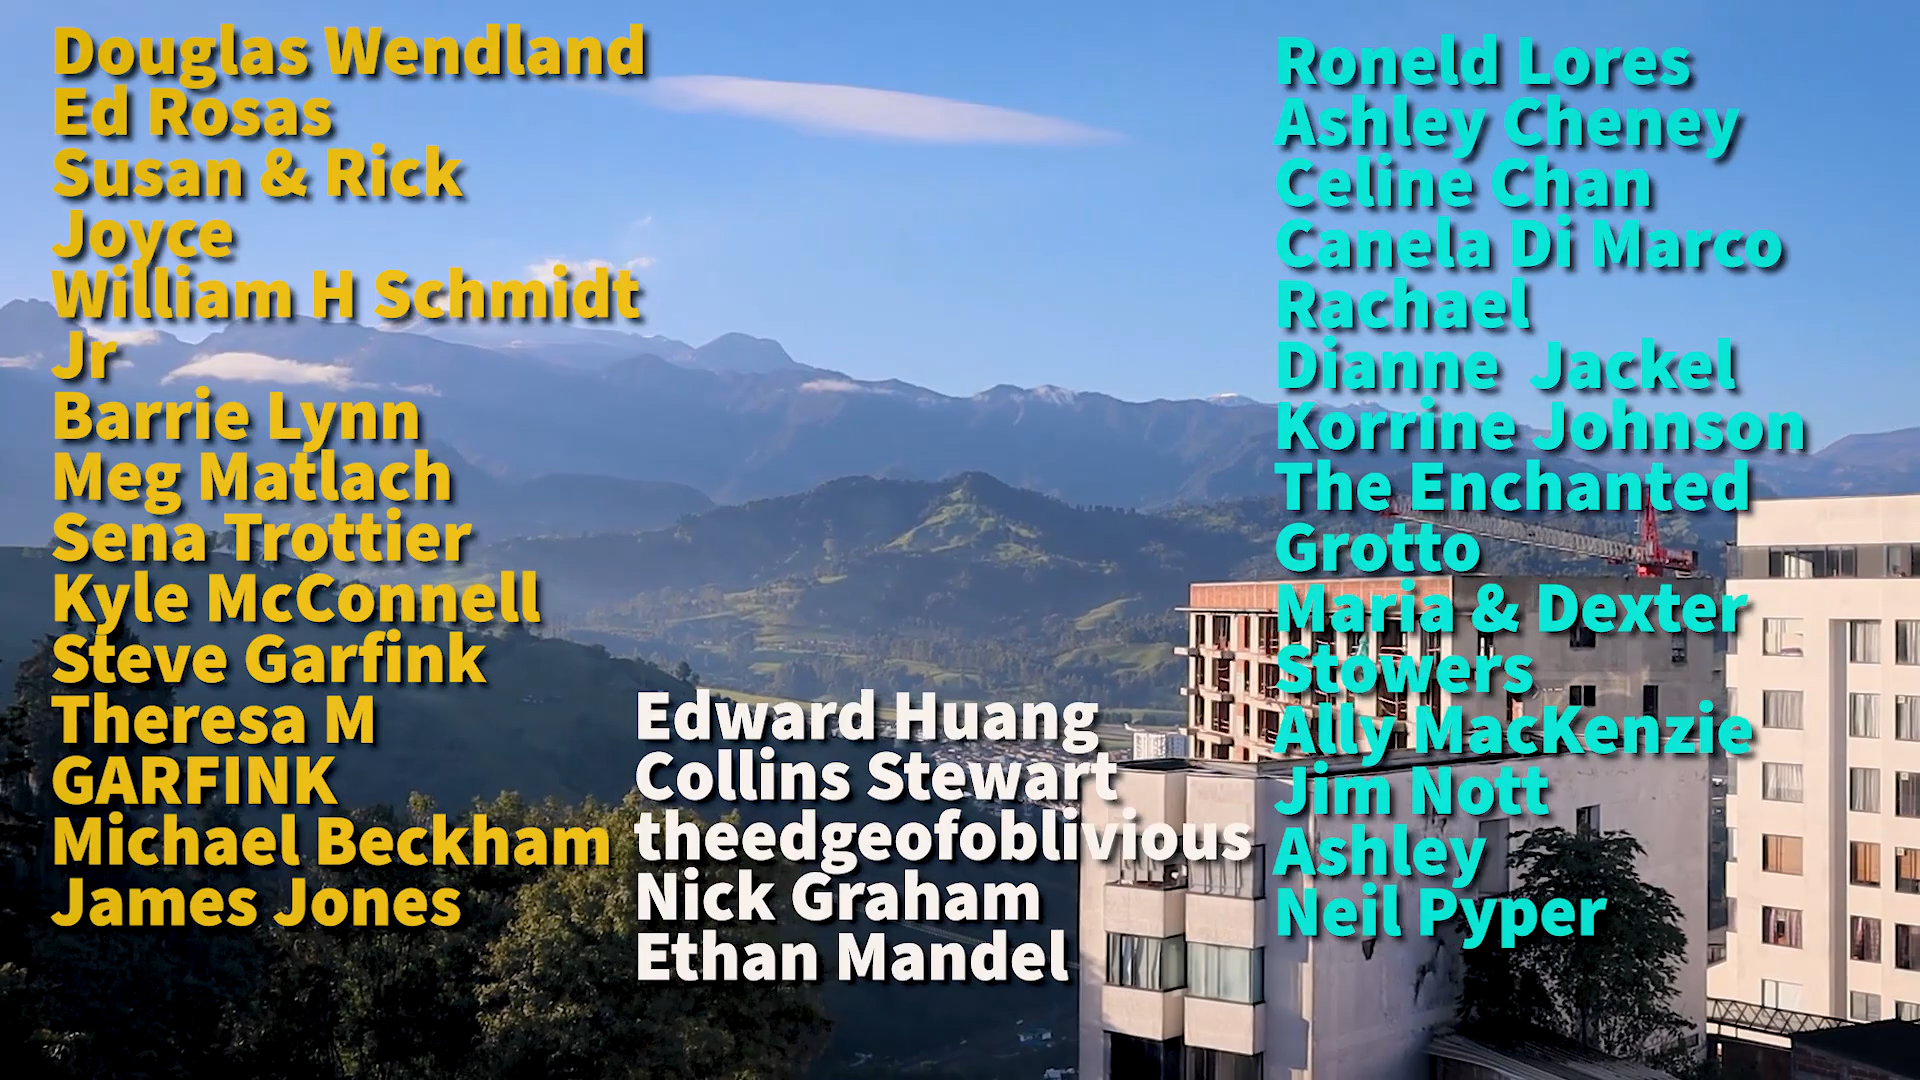 Douglas Wendland
Ed Rosas
Susan & Rick
Joyce
William H Schmidt
Jr
Barrie Lynn
Meg Matlach
Sena Trottier
Kyle McConnell
Steve Garfink
Theresa M
GARFINK
Michael Beckham
James Jones
Edward Huang
Collins Stewart
theedgeofoblivious
Nick Graham
Ethan Mandel
Roneld Lores
Ashley Cheney
Celine Chan
Canela Di Marco
Rachael
Dianne  Jackel
Korrine Johnson
The Enchanted
Grotto
Maria & Dexter
Stowers
Ally MacKenzie
Jim Nott
Ashley
Neil Pyper